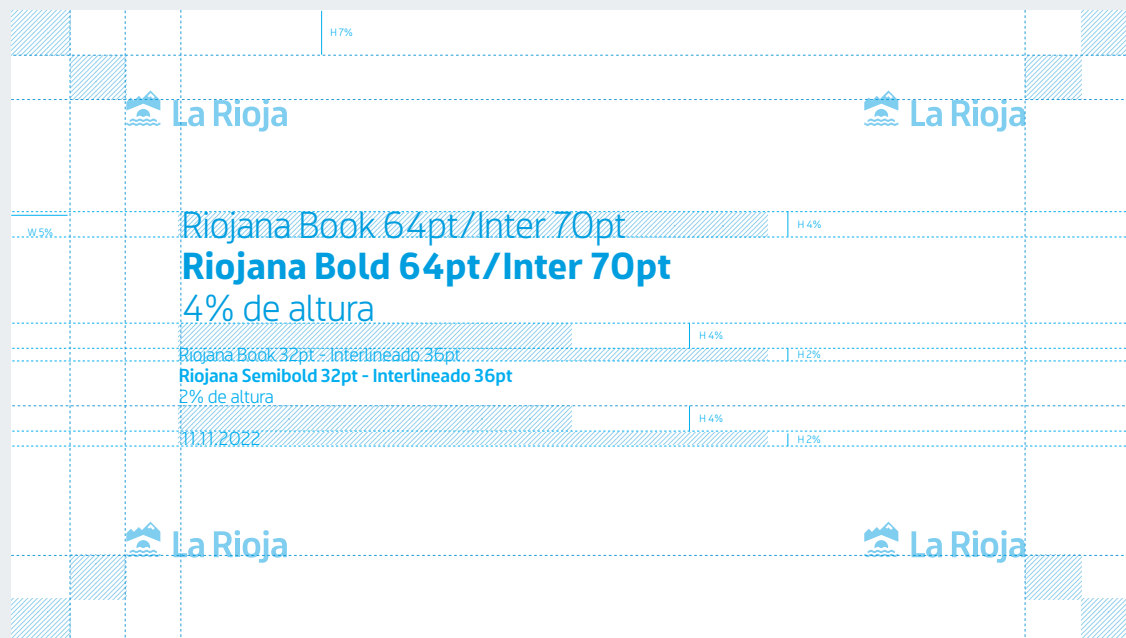 H 7%
La Rioja
La Rioja
Riojana Book 64pt/Inter 70pt
H 4%
W 5%
Riojana Bold 64pt/Inter 70pt
4% de altura
H 4%
Riojana Book 32pt - Interlineado 36pt
H 2%
Riojana Semibold 32pt - Interlineado 36pt
2% de altura
H 4%
11.11.2022
H 2%
La Rioja
La Rioja